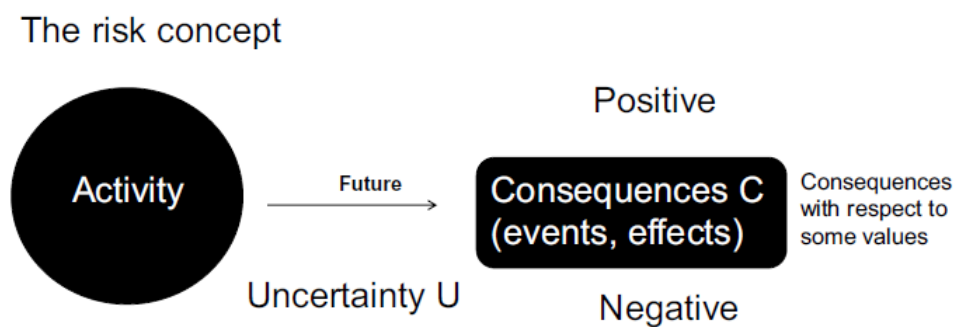 The risk concept
Positive
Activity
Future
Consequences C
(events, effects)
Consequences
with respect to
some values
Uncertainty U
Negative